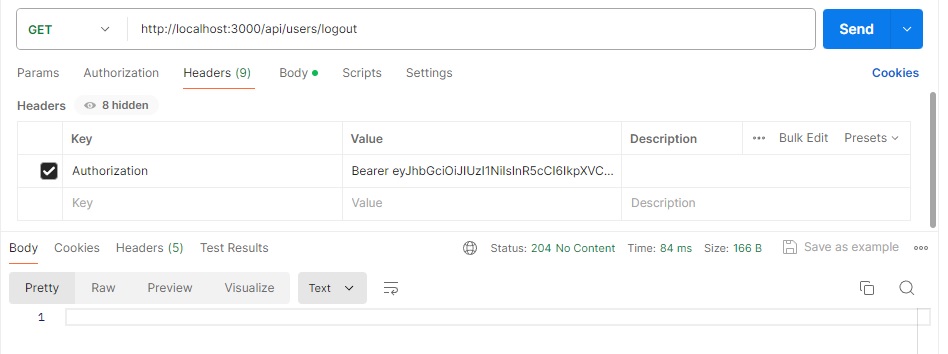 GET http://localhost:3000/api/users/logout Send
Params Authorization Headers (9) Body Scripts Settings Cookies
Headers 8 hidden
Key Value Description Bulk Edit Presets
Authorization Bearer eyJhbGciOiJIUzI1NiIsInR5cCI6IkpXVC...
Key Value Description
Body Cookies Headers (5) Test Results Status: 204 No Content Time: 84 ms Size: 166 B Save as example
Pretty Raw Preview Visualize Text
1